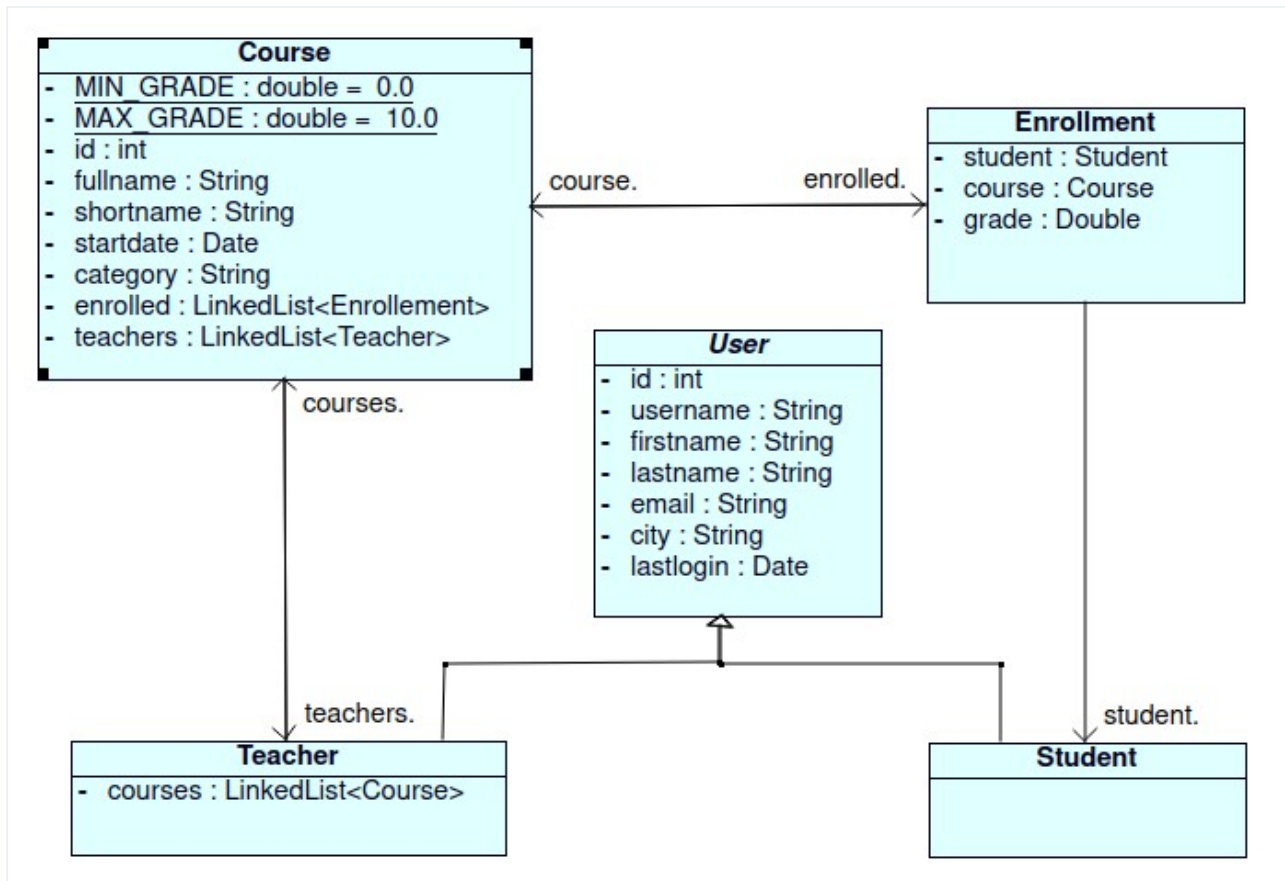 Course
- MIN_GRADE : double = 0.0
- MAX_GRADE : double = 10.0
- id : int
- fullname : String
- shortname : String
- startdate : Date
- category : String
- enrolled : LinkedList<Enrollement>
- teachers : LinkedList<Teacher>
course.
enrolled.
Enrollment
- student : Student
- course : Course
- grade : Double
courses.
User
- id : int
- username : String
- firstname : String
- lastname : String
- email : String
- city : String
- lastlogin : Date
teachers.
student.
Teacher
- courses : LinkedList<Course>
Student